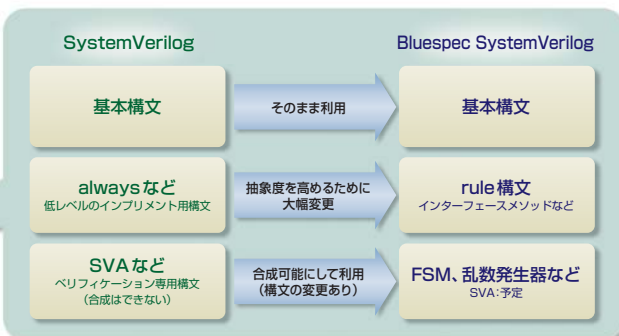 SystemVerilog
Bluespec SystemVerilog
基本構文
そのまま利用
基本構文
alwaysなど
低レベルのインプリメント用構文
抽象度を高めるために
大幅変更
rule構文
インターフェースメソッドなど
SVAなど
ベリフィケーション専用構文
（合成はできない）
合成可能にして利用
（構文の変更あり）
FSM、乱数発生器など
SVA：予定